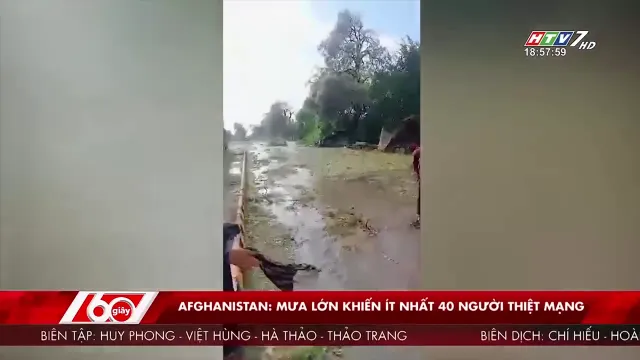 HTV7 HD
18:57:59
60 giây
AFGHANISTAN: MƯA LỚN KHIẾN ÍT NHẤT 40 NGƯỜI THIỆT MẠNG
BIÊN TẬP: HUY PHONG - VIỆT HÙNG - HÀ THẢO - THẢO TRANG BIÊN DỊCH: CHÍ HIẾU - HOÀ